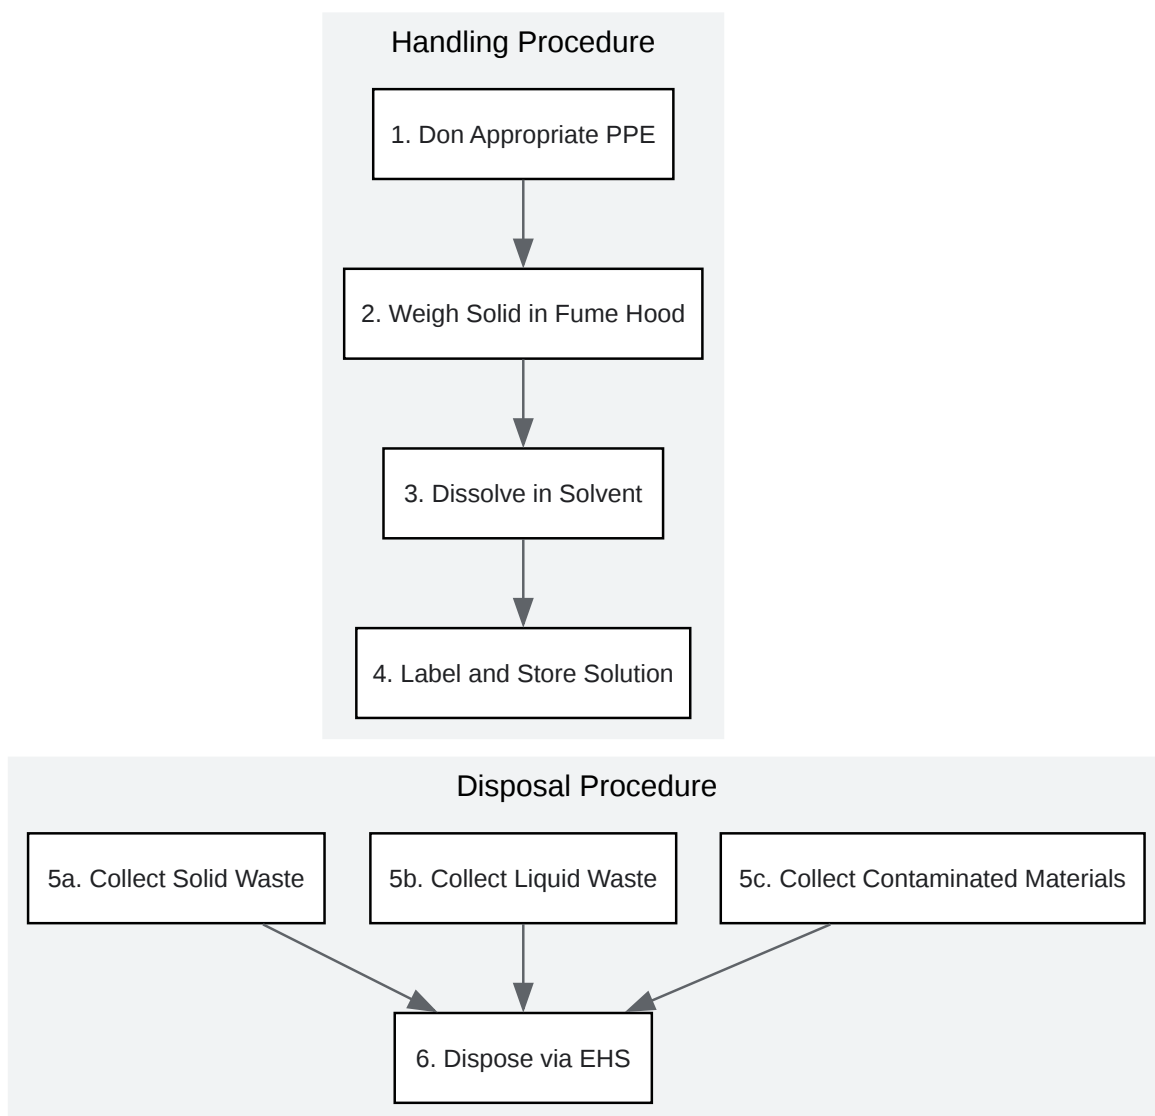 Handling Procedure
1. Don Appropriate PPE
2. Weigh Solid in Fume Hood
3. Dissolve in Solvent
4. Label and Store Solution
Disposal Procedure
5a. Collect Solid Waste
5b. Collect Liquid Waste
5c. Collect Contaminated Materials
6. Dispose via EHS